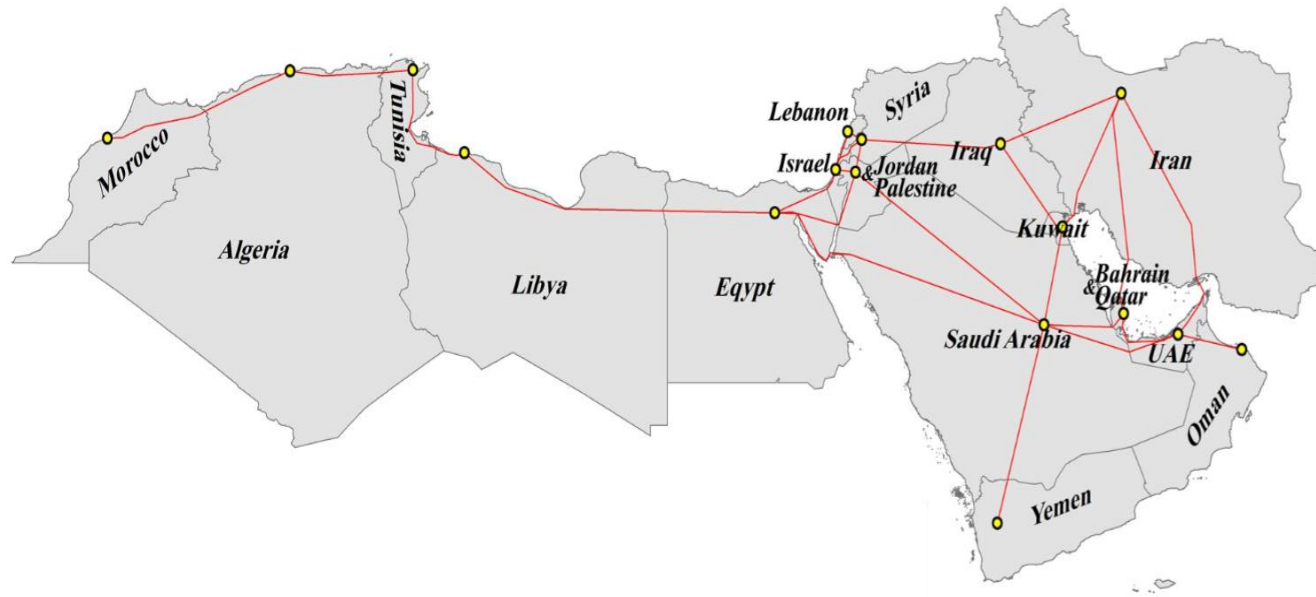 Morocco
Algeria
Tunisia
Libya
Eqypt
Lebanon
Syria
Israel
&Jordan
Palestine
Iraq
Iran
Kuwait
Bahrain
&Qatar
Saudi Arabia
UAE
Oman
Yemen